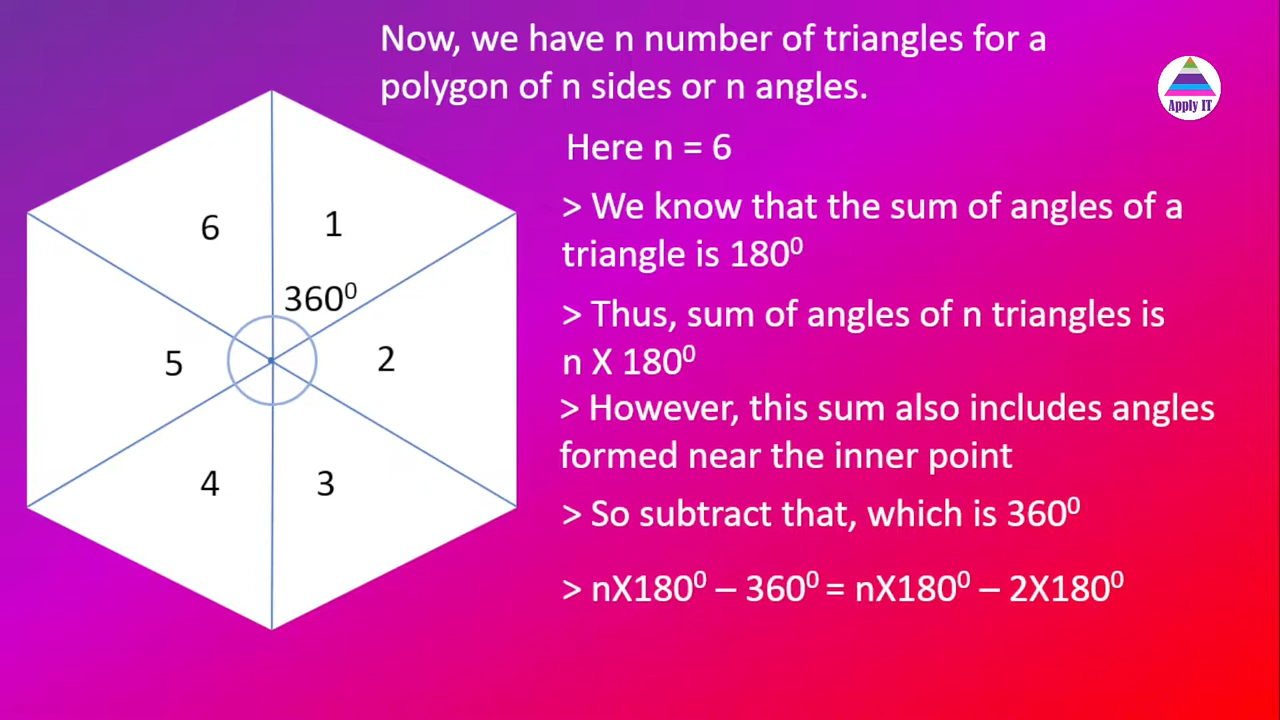 Now, we have n number of triangles for a
polygon of n sides or n angles.
Apply IT
Here n = 6
> We know that the sum of angles of a
triangle is 180⁰
> Thus, sum of angles of n triangles is
n X 180⁰
> However, this sum also includes angles
formed near the inner point
> So subtract that, which is 360⁰
> nX180⁰ – 360⁰ = nX180⁰ – 2X180⁰
6 1
360⁰
5 2
4 3